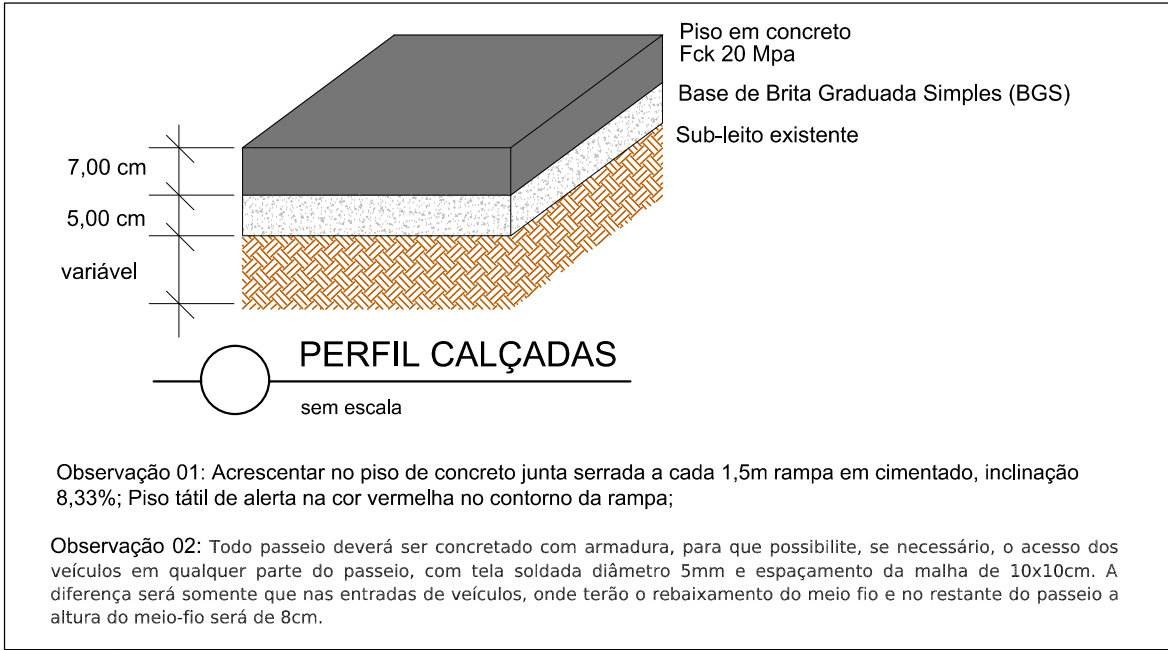 Piso em concreto
Fck 20 Mpa
Base de Brita Graduada Simples (BGS)
Sub-leito existente
7,00 cm
5,00 cm
variável
PERFIL CALÇADAS
sem escala
Observação 01: Acrescentar no piso de concreto junta serrada a cada 1,5m rampa em cimentado, inclinação
8,33%; Piso tátil de alerta na cor vermelha no contorno da rampa;
Observação 02: Todo passeio deverá ser concretado com armadura, para que possibilite, se necessário, o acesso dos
veículos em qualquer parte do passeio, com tela soldada diâmetro 5mm e espaçamento da malha de 10x10cm. A
diferença será somente que nas entradas de veículos, onde terão o rebaixamento do meio fio e no restante do passeio a
altura do meio-fio será de 8cm.